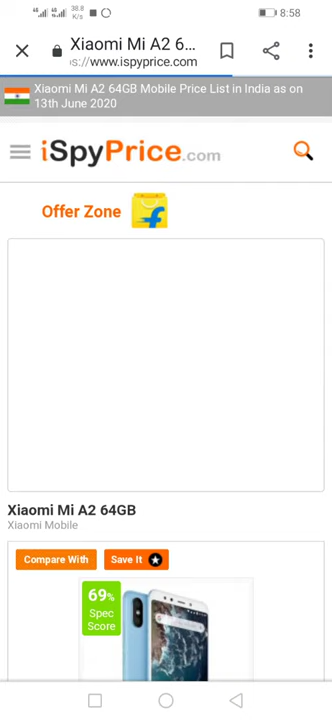 38.8
K/s
8:58
Xiaomi Mi A2 6...
s://www.ispyprice.com
Xiaomi Mi A2 64GB Mobile Price List in India as on
13th June 2020
iSpyPrice.com
Offer Zone
Xiaomi Mi A2 64GB
Xiaomi Mobile
Compare With
Save It
69%
Spec
Score